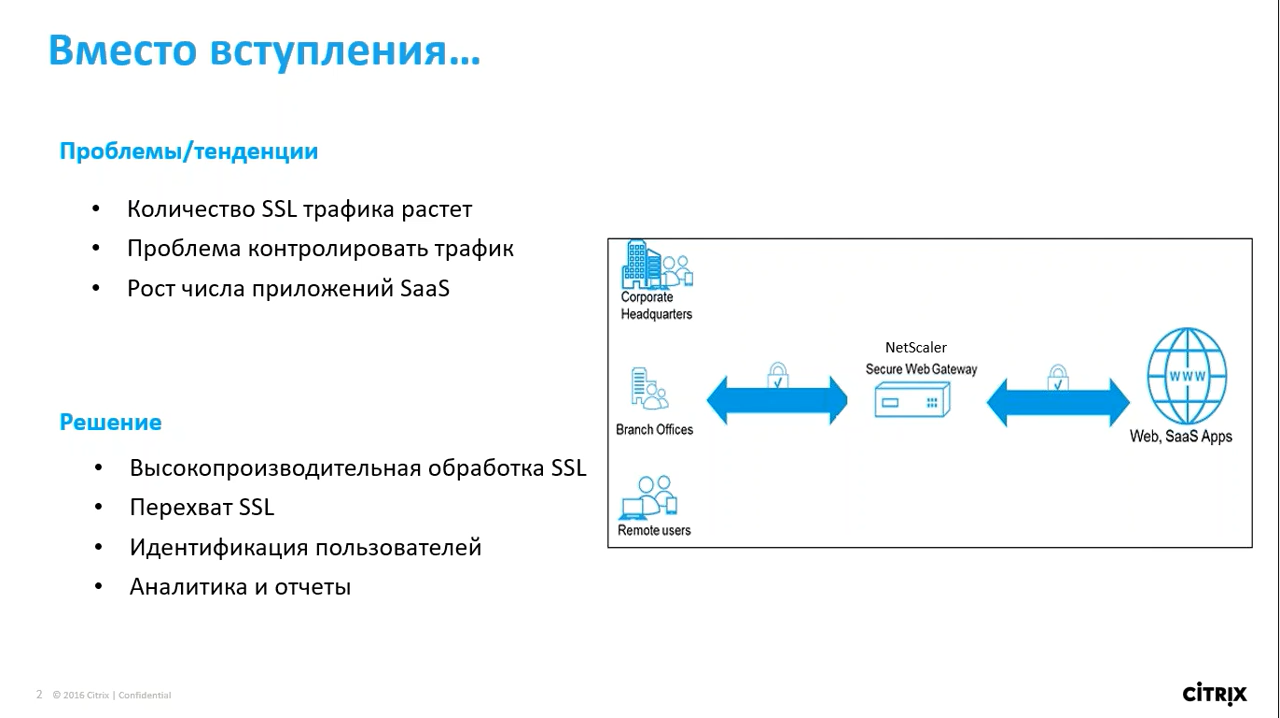 Вместо вступления...
Проблемы/тенденции
• Количество SSL трафика растет
• Проблема контролировать трафик
• Рост числа приложений SaaS
Решение
• Высокопроизводительная обработка SSL
• Перехват SSL
• Идентификация пользователей
• Аналитика и отчеты
Corporate
Headquarters
Branch Offices
Remote users
NetScaler
Secure Web Gateway
www
Web, SaaS Apps
2 © 2016 Citrix | Confidential
CITRIX